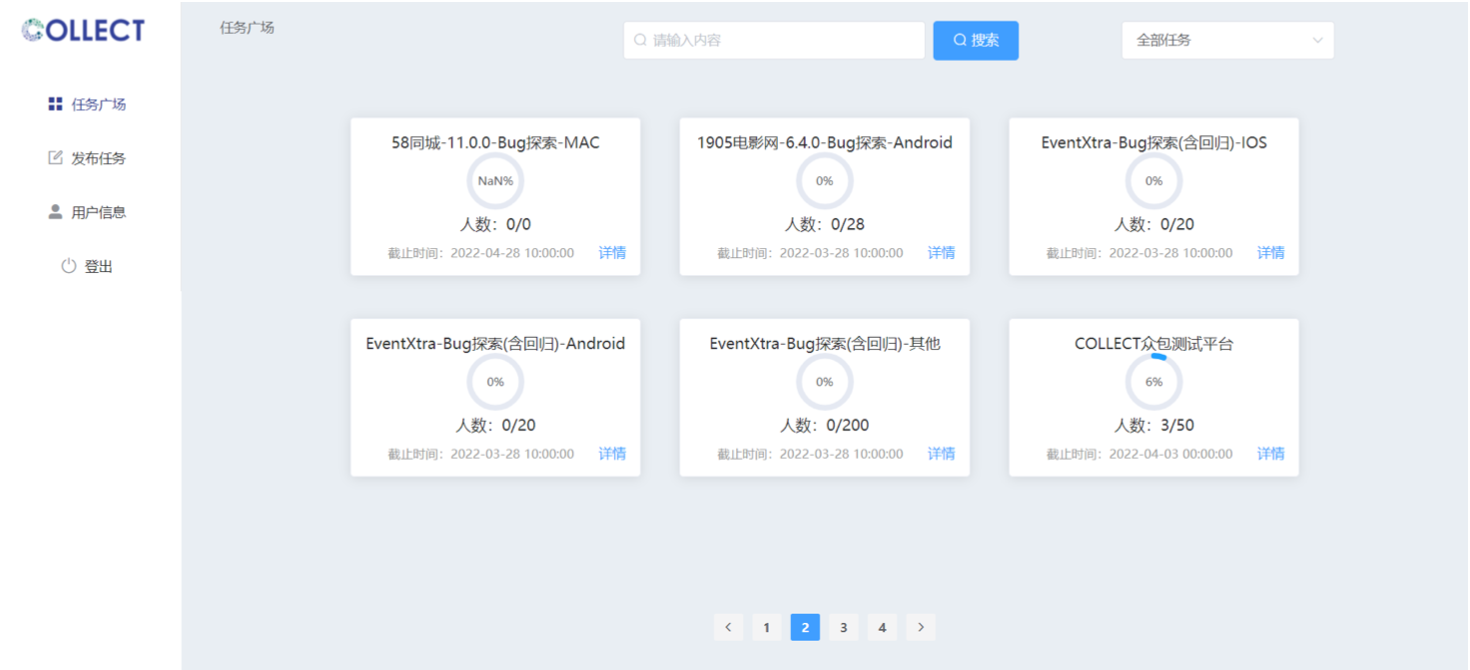 COLLECT
任务广场
发布任务
用户信息
登出
任务广场
请输入内容
搜索
全部任务
58同城-11.0.0-Bug探索-MAC
NaN%
人数：0/0
截止时间：2022-04-28 10:00:00 详情
1905电影网-6.4.0-Bug探索-Android
0%
人数：0/28
截止时间：2022-03-28 10:00:00 详情
EventXtra-Bug探索(含回归)-IOS
0%
人数：0/20
截止时间：2022-03-28 10:00:00 详情
EventXtra-Bug探索(含回归)-Android
0%
人数：0/20
截止时间：2022-03-28 10:00:00 详情
EventXtra-Bug探索(含回归)-其他
0%
人数：0/200
截止时间：2022-03-28 10:00:00 详情
COLLECT众包测试平台
6%
人数：3/50
截止时间：2022-04-03 00:00:00 详情
1 2 3 4